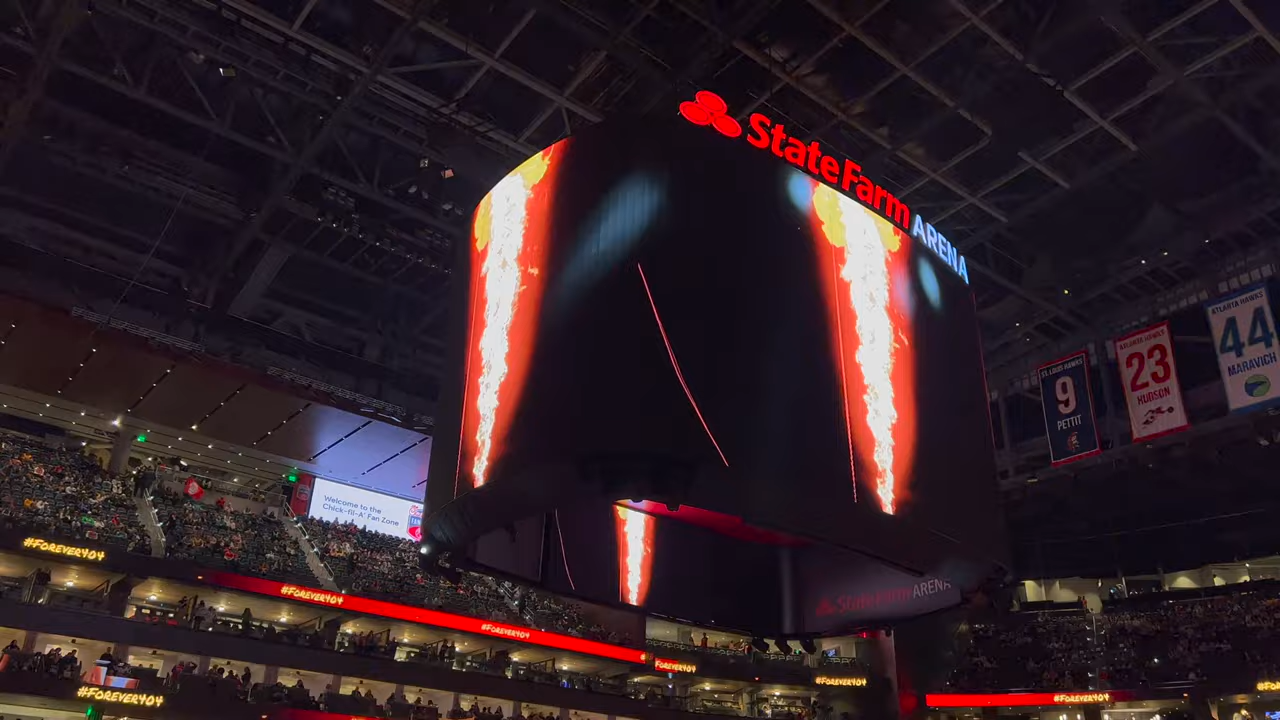 State Farm ARENA
ST. LOUIS HAWKS
9
PETTIT
ATLANTA HAWKS
23
HUDSON
ATLANTA HAWKS
44
MARAVICH
Welcome to the
Chick-fil-A® Fan Zone
#FOREVER404
#FOREVER404
#FOREVER404
#FOREVER404
#FOREVER404
#FOREVER404
#FOREVER404
State Farm ARENA